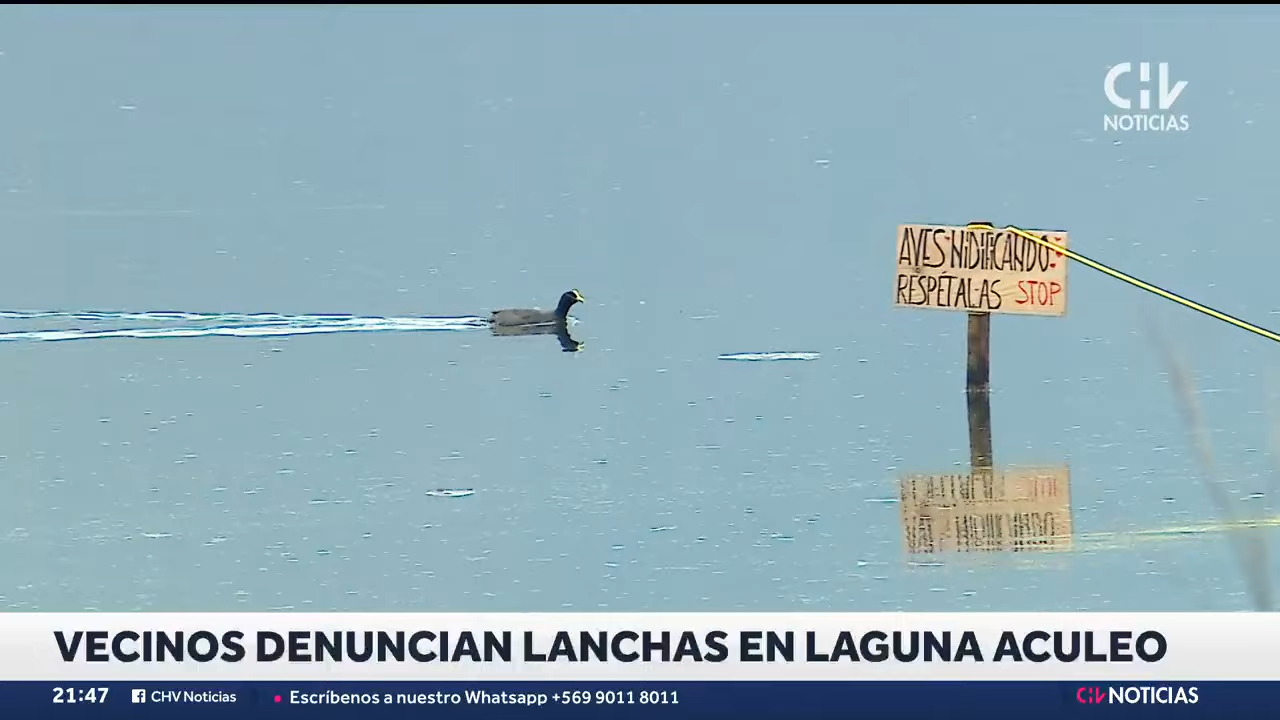 CHV
NOTICIAS
AVES NIDIFICANDO
RESPÉTALAS STOP
VECINOS DENUNCIAN LANCHAS EN LAGUNA ACULEO
21:47 CHV Noticias • Escríbenos a nuestro Whatsapp +569 9011 8011 CHV NOTICIAS